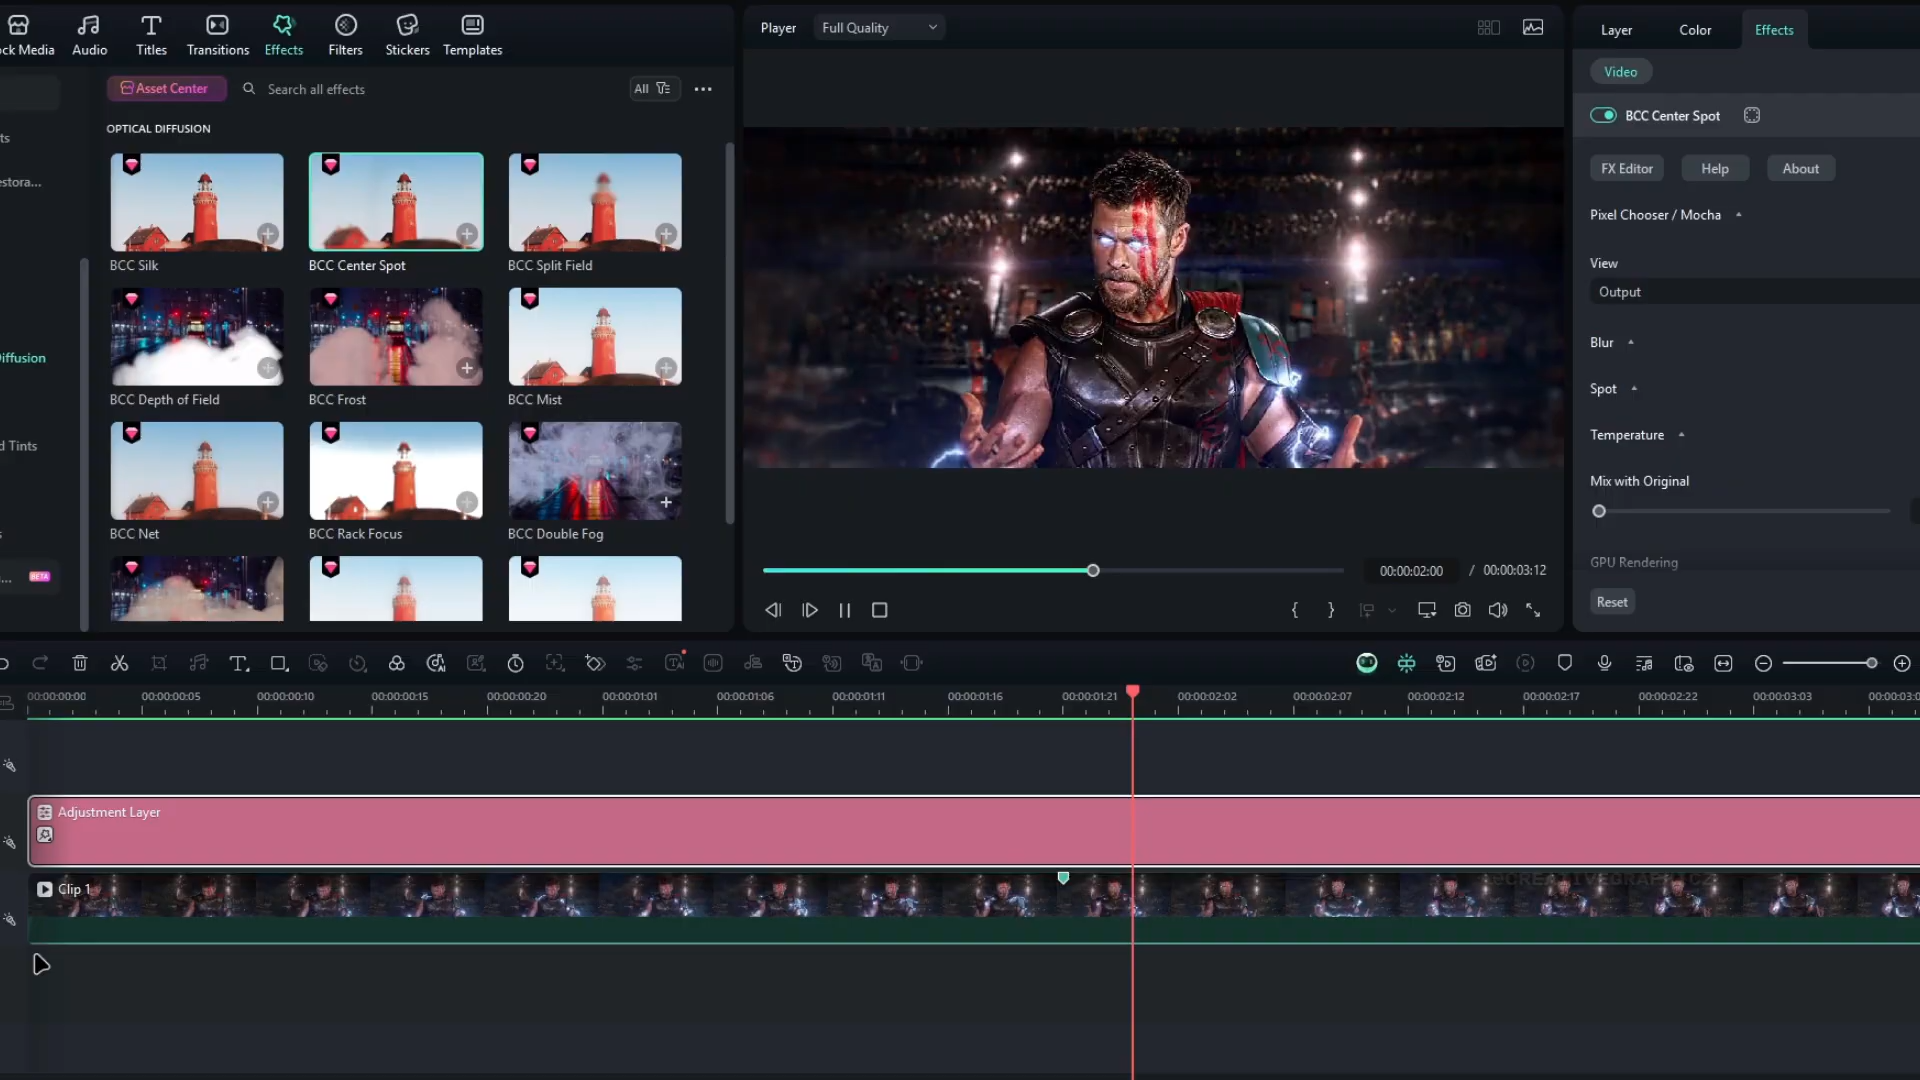 ock Media
Audio
Titles
Transitions
Effects
Filters
Stickers
Templates
Asset Center
Search all effects
All
OPTICAL DIFFUSION
BCC Silk
BCC Center Spot
BCC Split Field
BCC Depth of Field
BCC Frost
BCC Mist
BCC Net
BCC Rack Focus
BCC Double Fog
ts
estora...
iffusion
d Tints
s
... BETA
Player
Full Quality
00:00:02:00 / 00:00:03:12
Layer
Color
Effects
Video
BCC Center Spot
FX Editor
Help
About
Pixel Chooser / Mocha
View
Output
Blur
Spot
Temperature
Mix with Original
GPU Rendering
Reset
00:00:00:00 00:00:00:05 00:00:00:10 00:00:00:15 00:00:00:20 00:00:01:01 00:00:01:06 00:00:01:11 00:00:01:16 00:00:01:21 00:00:02:02 00:00:02:07 00:00:02:12 00:00:02:17 00:00:02:22 00:00:03:03 00:00:03:0
Adjustment Layer
Clip 1